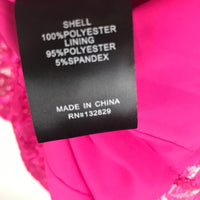 SHELL
100%POLYESTER
LINING
95%POLYESTER
5%SPANDEX
MADE IN CHINA
RN#132829